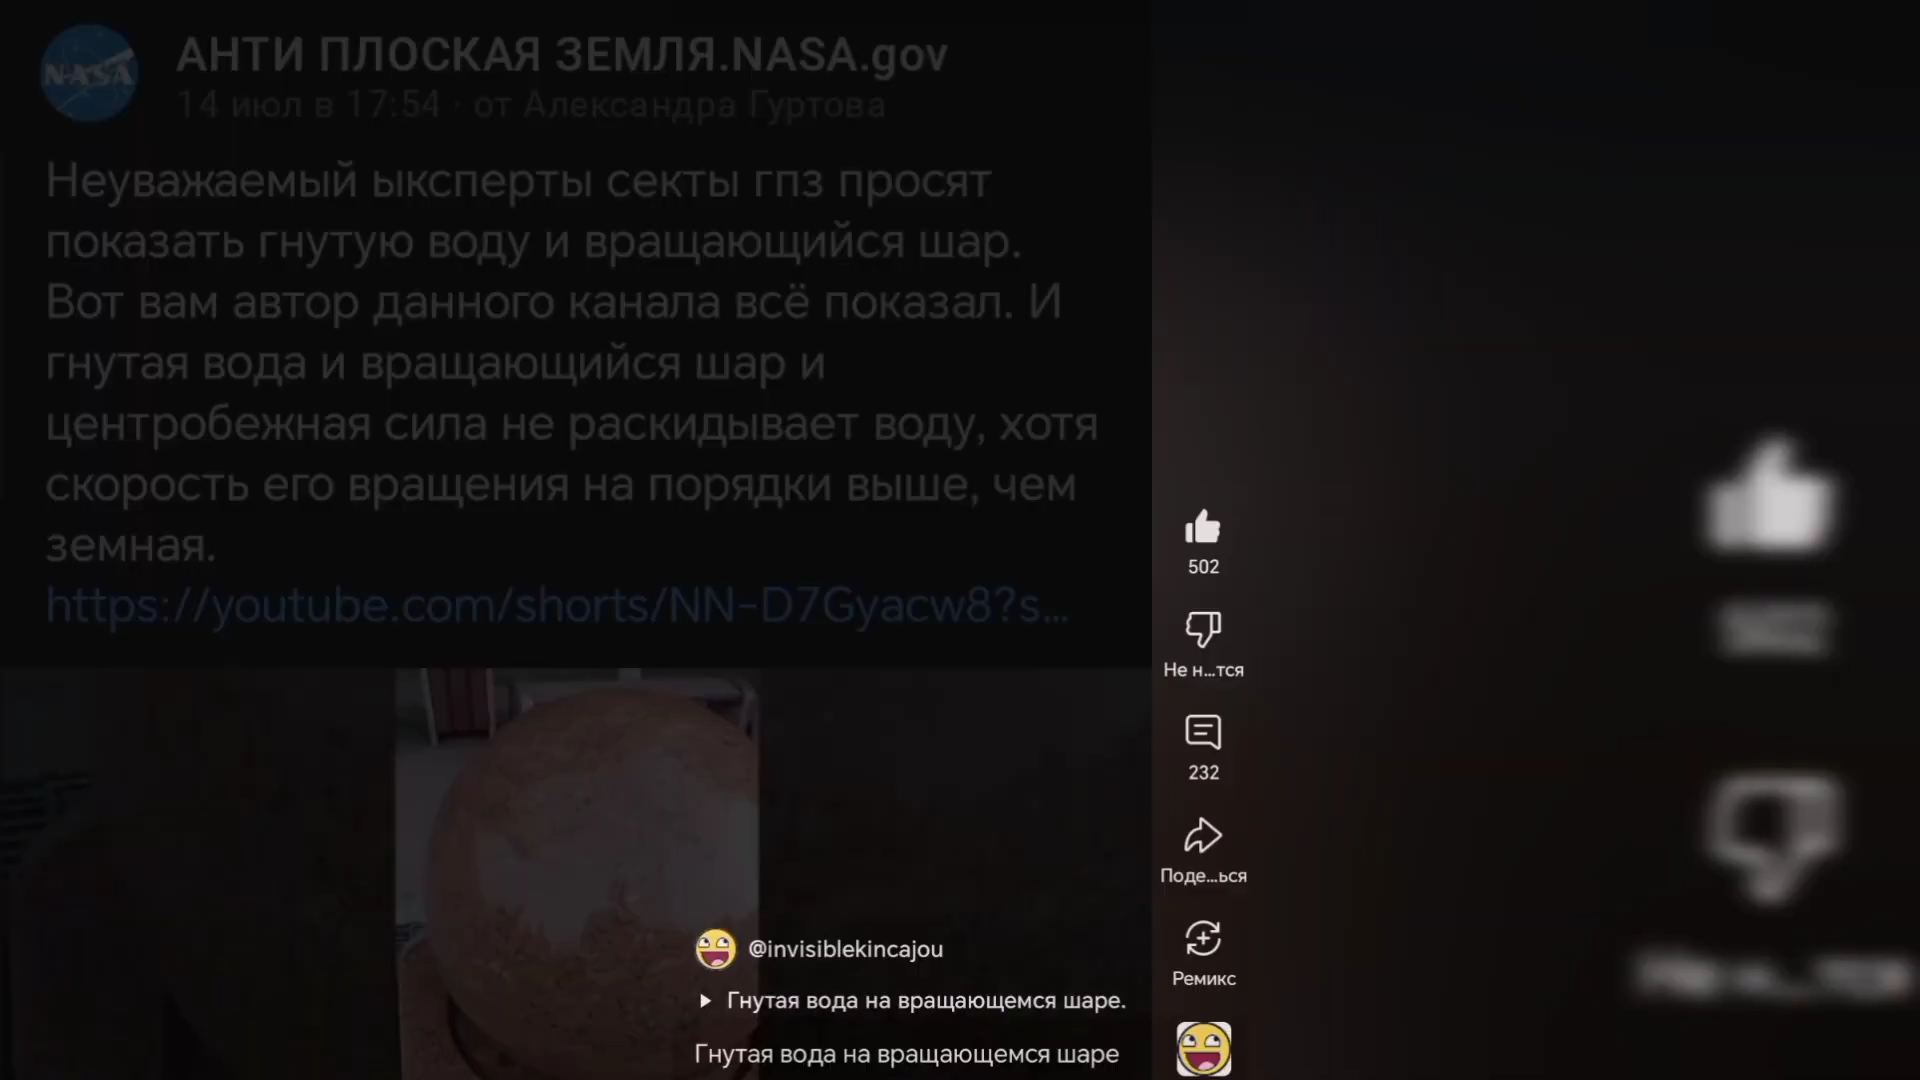 NASA
АНТИ ПЛОСКАЯ ЗЕМЛЯ.NASA.gov
14 июл в 17:54 · от Александра Гуртова
Неуважаемый ыксперты секты гпз просят
показать гнутую воду и вращающийся шар.
Вот вам автор данного канала всё показал. И
гнутая вода и вращающийся шар и
центробежная сила не раскидывает воду, хотя
скорость его вращения на порядки выше, чем
земная.
https://youtube.com/shorts/NN-D7Gyacw8?s...
502
Не н...тся
232
Поде...ься
Ремикс
@invisiblekincajou
Гнутая вода на вращающемся шаре.
Гнутая вода на вращающемся шаре